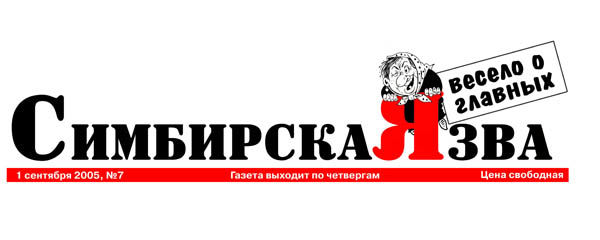 весело о
главных
СИМБИРСКАЯЗВА
1 сентября 2005, №7 Газета выходит по четвергам Цена свободная